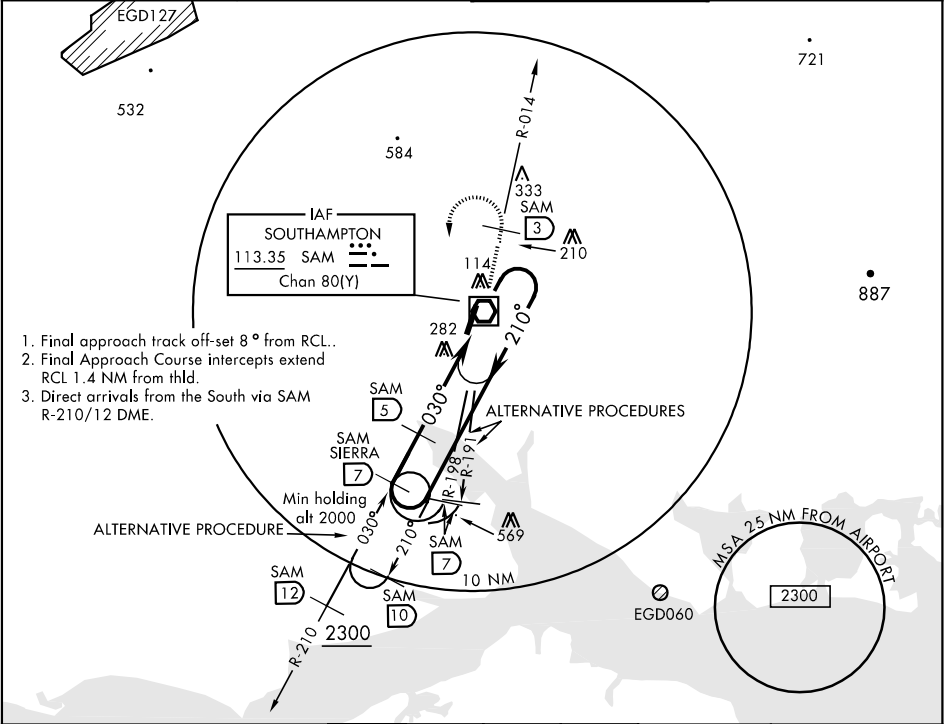 EGD127
532
584
721
887
R-014
333
SAM
3
210
IAF
SOUTHAMPTON
113.35 SAM
Chan 80(Y)
114
282
210°
030°
1. Final approach track off-set 8° from RCL..
2. Final Approach Course intercepts extend
RCL 1.4 NM from thld.
3. Direct arrivals from the South via SAM
R-210/12 DME.
SAM
5
ALTERNATIVE PROCEDURES
R-198
R-191
SAM
SIERRA
7
Min holding
alt 2000
ALTERNATIVE PROCEDURE
030°
210°
SAM
7
569
10 NM
SAM
12
SAM
10
R-210
2300
EGD060
MSA 25 NM FROM AIRPORT
2300